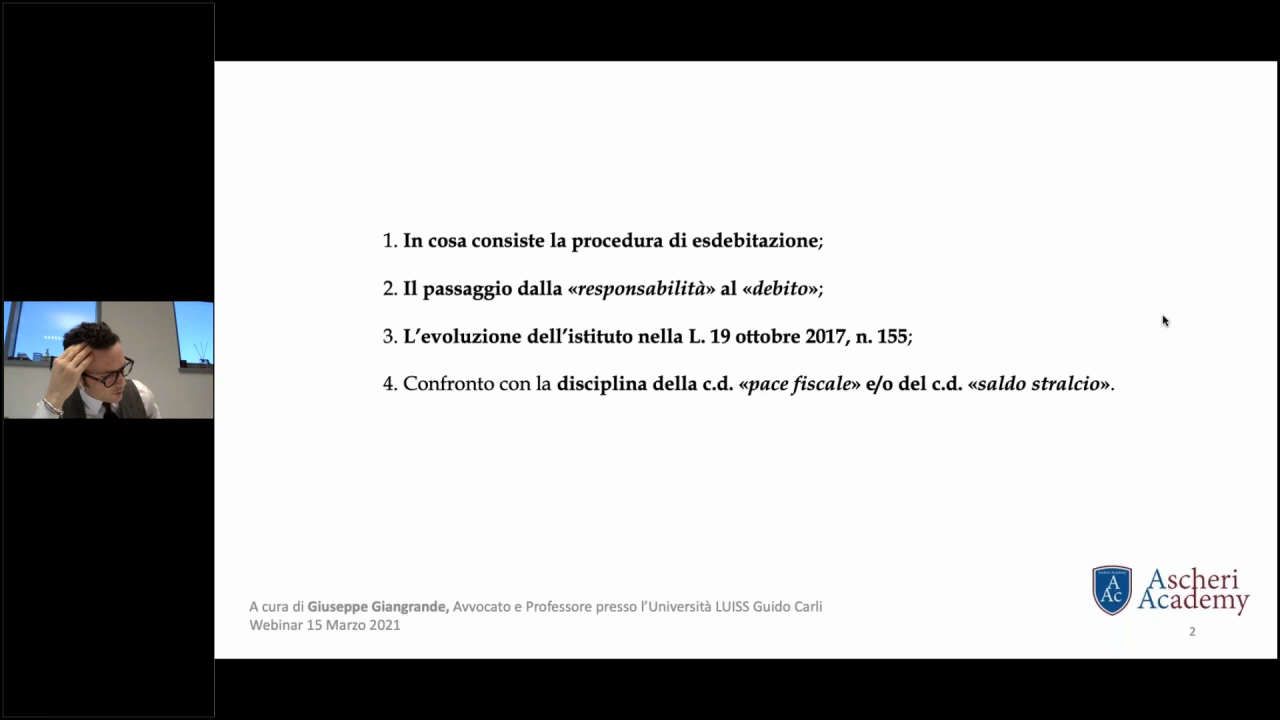 1. In cosa consiste la procedura di esdebitazione;
2. Il passaggio dalla «responsabilità» al «debito»;
3. L’evoluzione dell’istituto nella L. 19 ottobre 2017, n. 155;
4. Confronto con la disciplina della c.d. «pace fiscale» e/o del c.d. «saldo stralcio».
A cura di Giuseppe Giangrande, Avvocato e Professore presso l’Università LUISS Guido Carli
Webinar 15 Marzo 2021
A
Ac
Ascheri
Academy
2